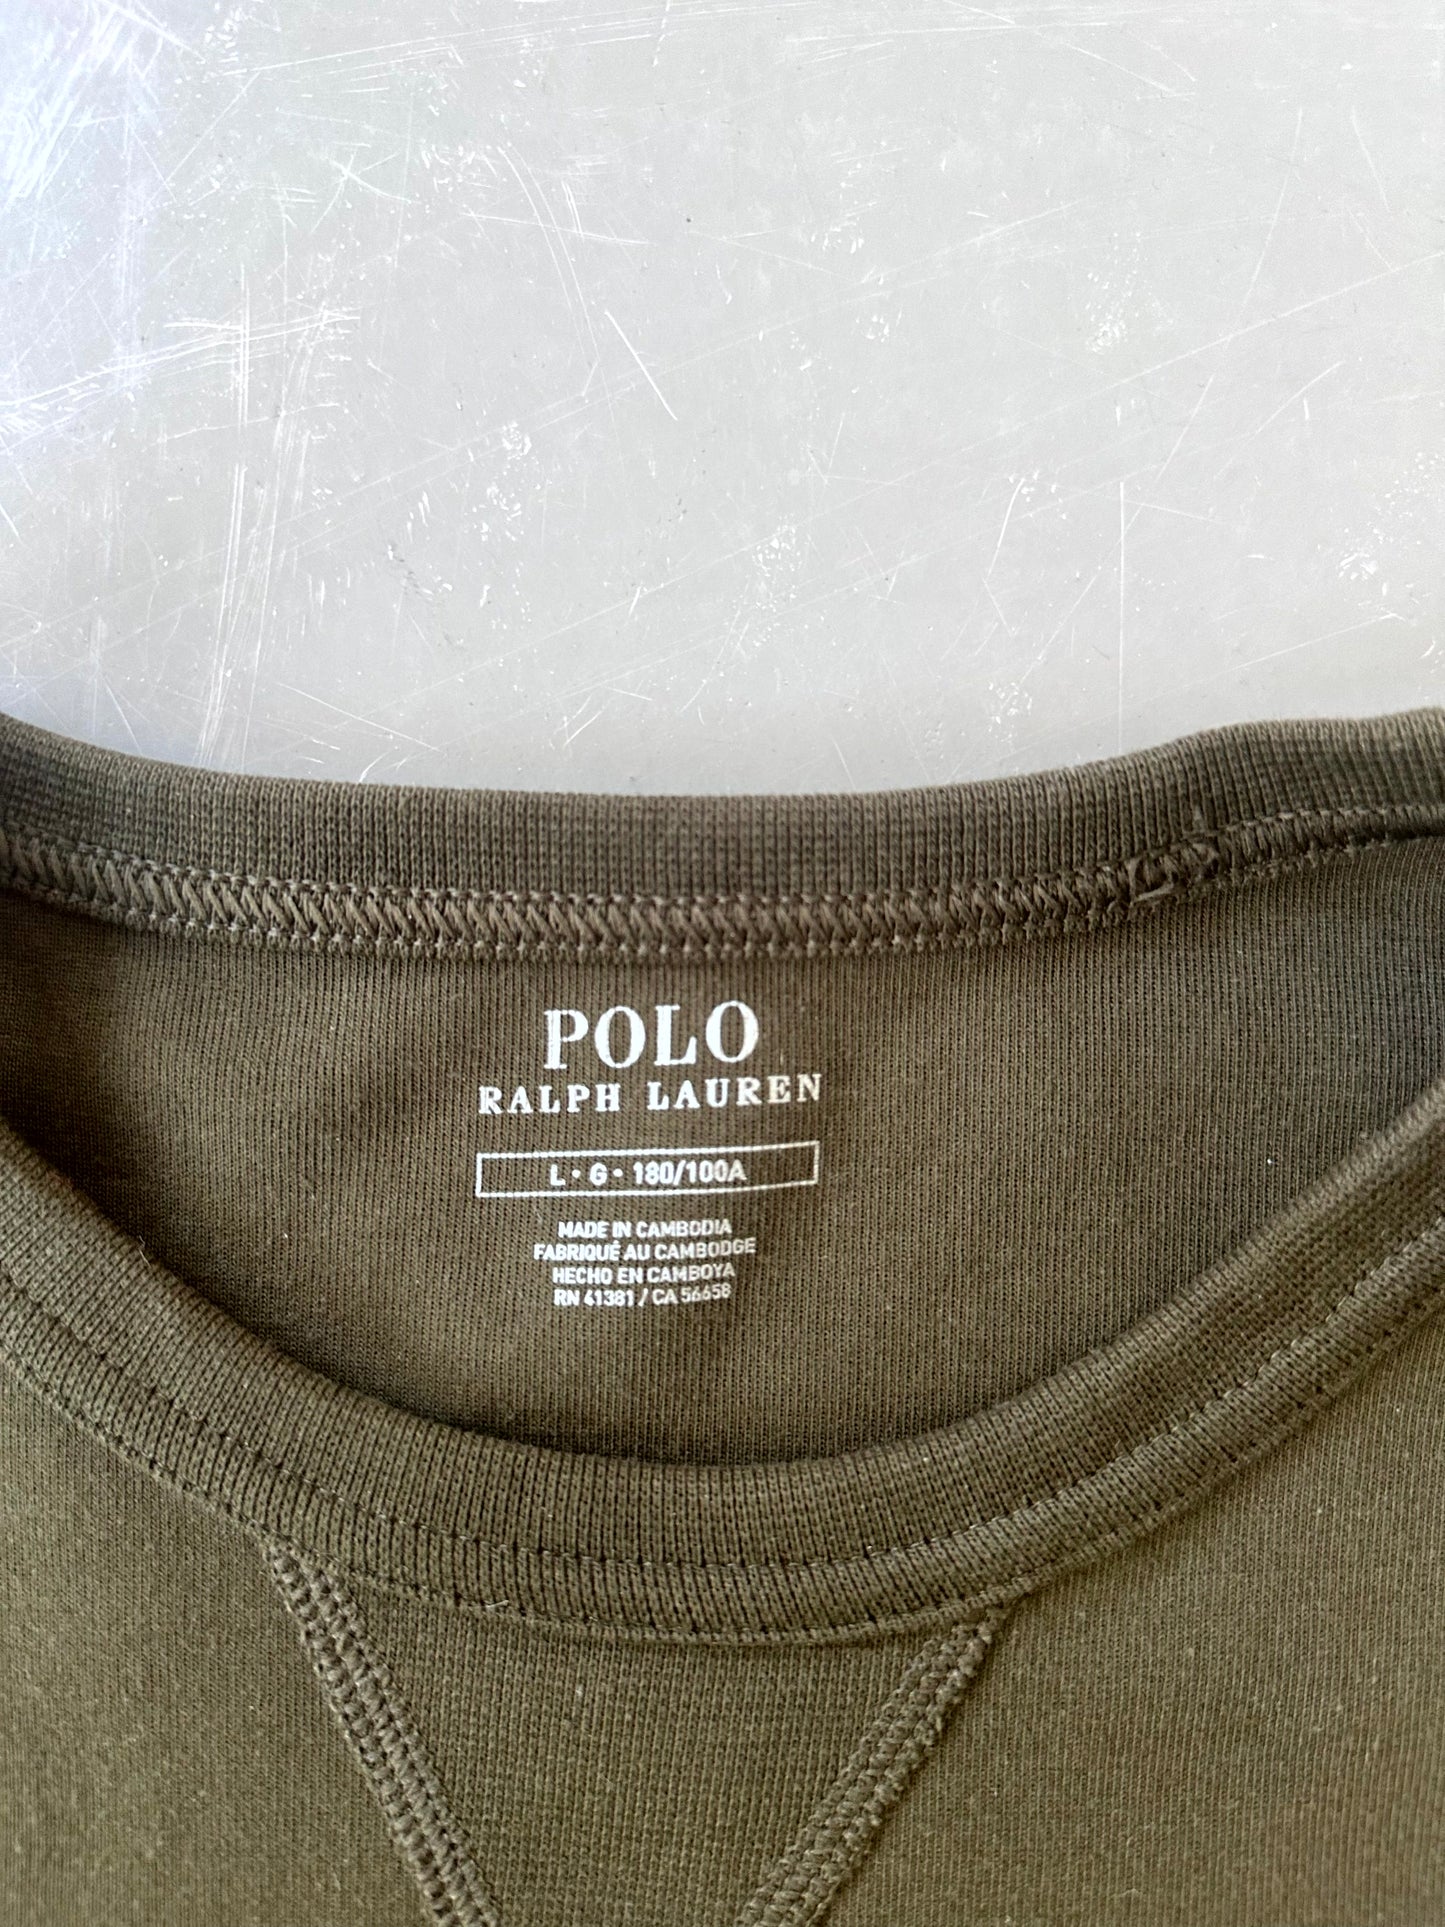 POLO
RALPH LAUREN
L • G • 180/100A
MADE IN CAMBODIA
FABRIQUÉ AU CAMBODGE
HECHO EN CAMBOYA
RN 41381 / CA 56658